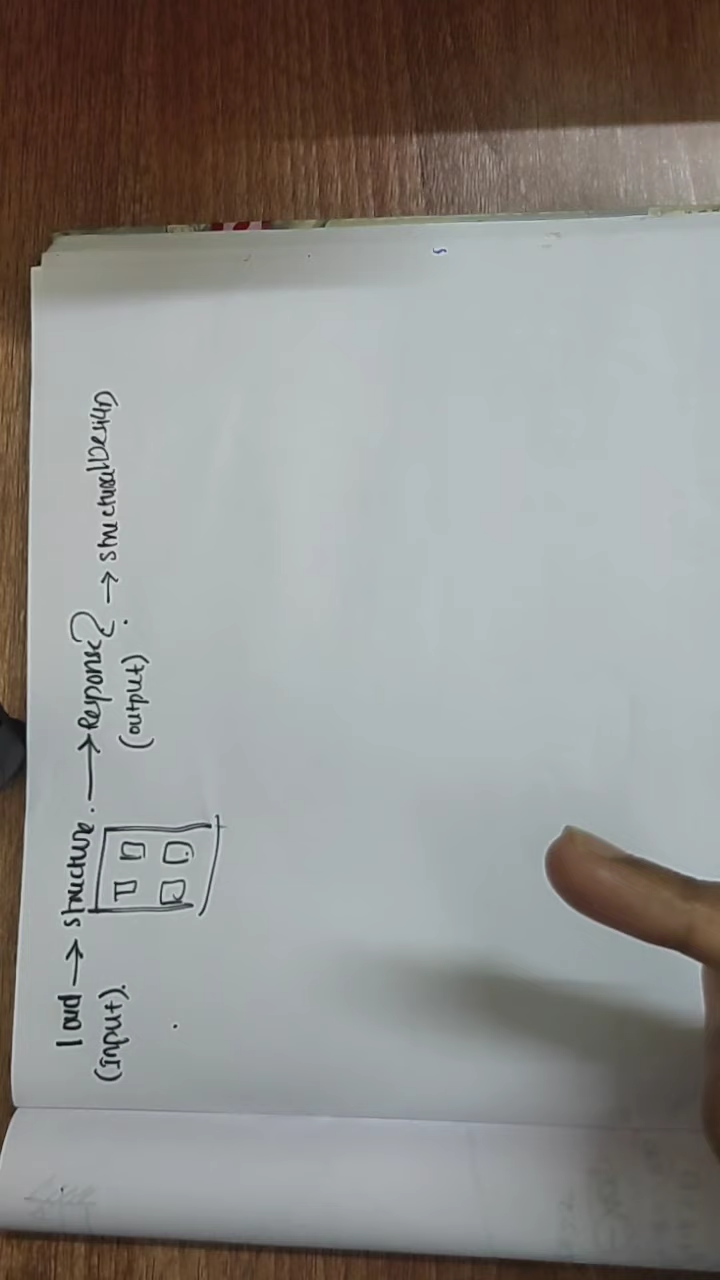 Load → structure. → Response? → structural Design
(input). (output)